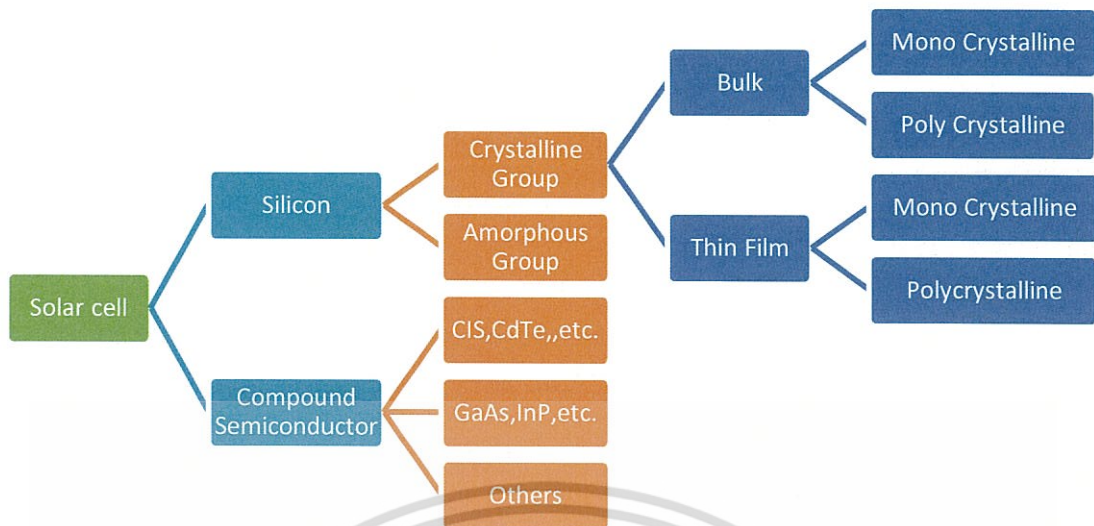 Solar cell
Silicon
Compound
Semiconductor
Crystalline
Group
Amorphous
Group
CIS,CdTe,,etc.
GaAs,InP,etc.
Others
Bulk
Thin Film
Mono Crystalline
Poly Crystalline
Mono Crystalline
Polycrystalline